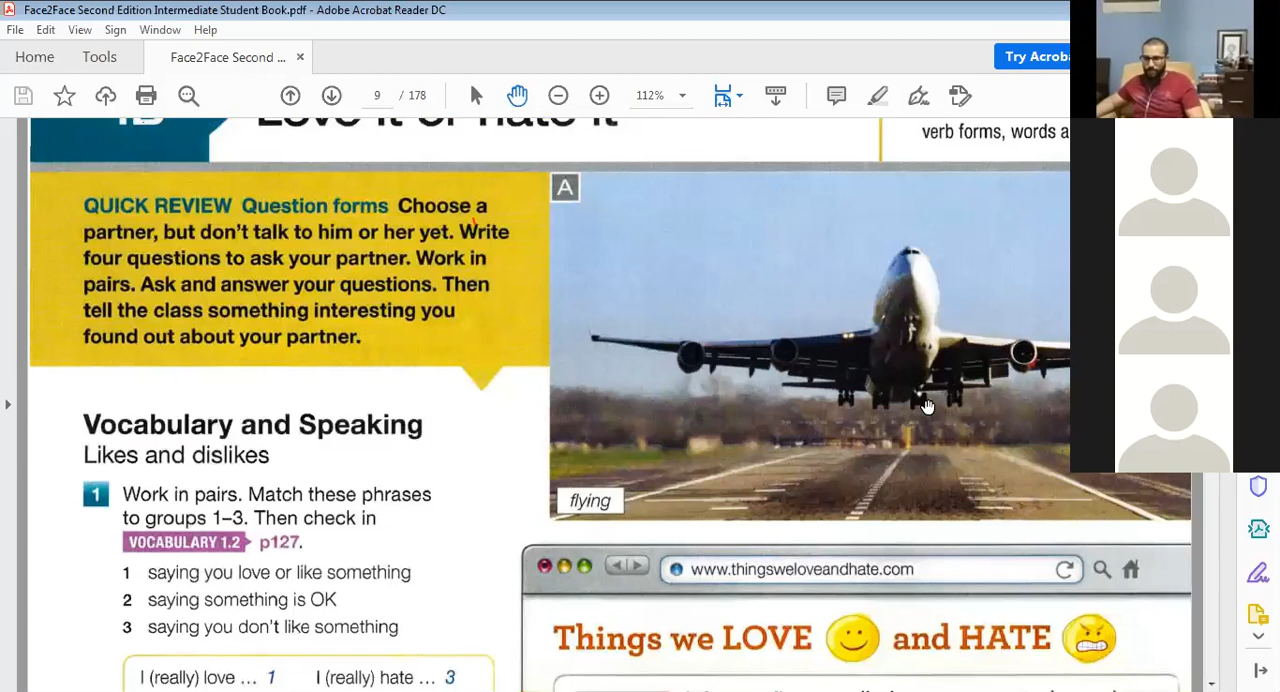 Face2Face Second Edition Intermediate Student Book.pdf - Adobe Acrobat Reader DC
File Edit View Sign Window Help
Home Tools Face2Face Second ... ×
Try Acroba
9 / 178 112%
Love it or hate it
verb forms, words a
QUICK REVIEW Question forms Choose a
partner, but don't talk to him or her yet. Write
four questions to ask your partner. Work in
pairs. Ask and answer your questions. Then
tell the class something interesting you
found out about your partner.
A
flying
Vocabulary and Speaking
Likes and dislikes
1 Work in pairs. Match these phrases
to groups 1–3. Then check in
VOCABULARY 1.2 p127.
1 saying you love or like something
2 saying something is OK
3 saying you don't like something
I (really) love ... 1 I (really) hate ... 3
www.thingsweloveandhate.com
Things we LOVE and HATE